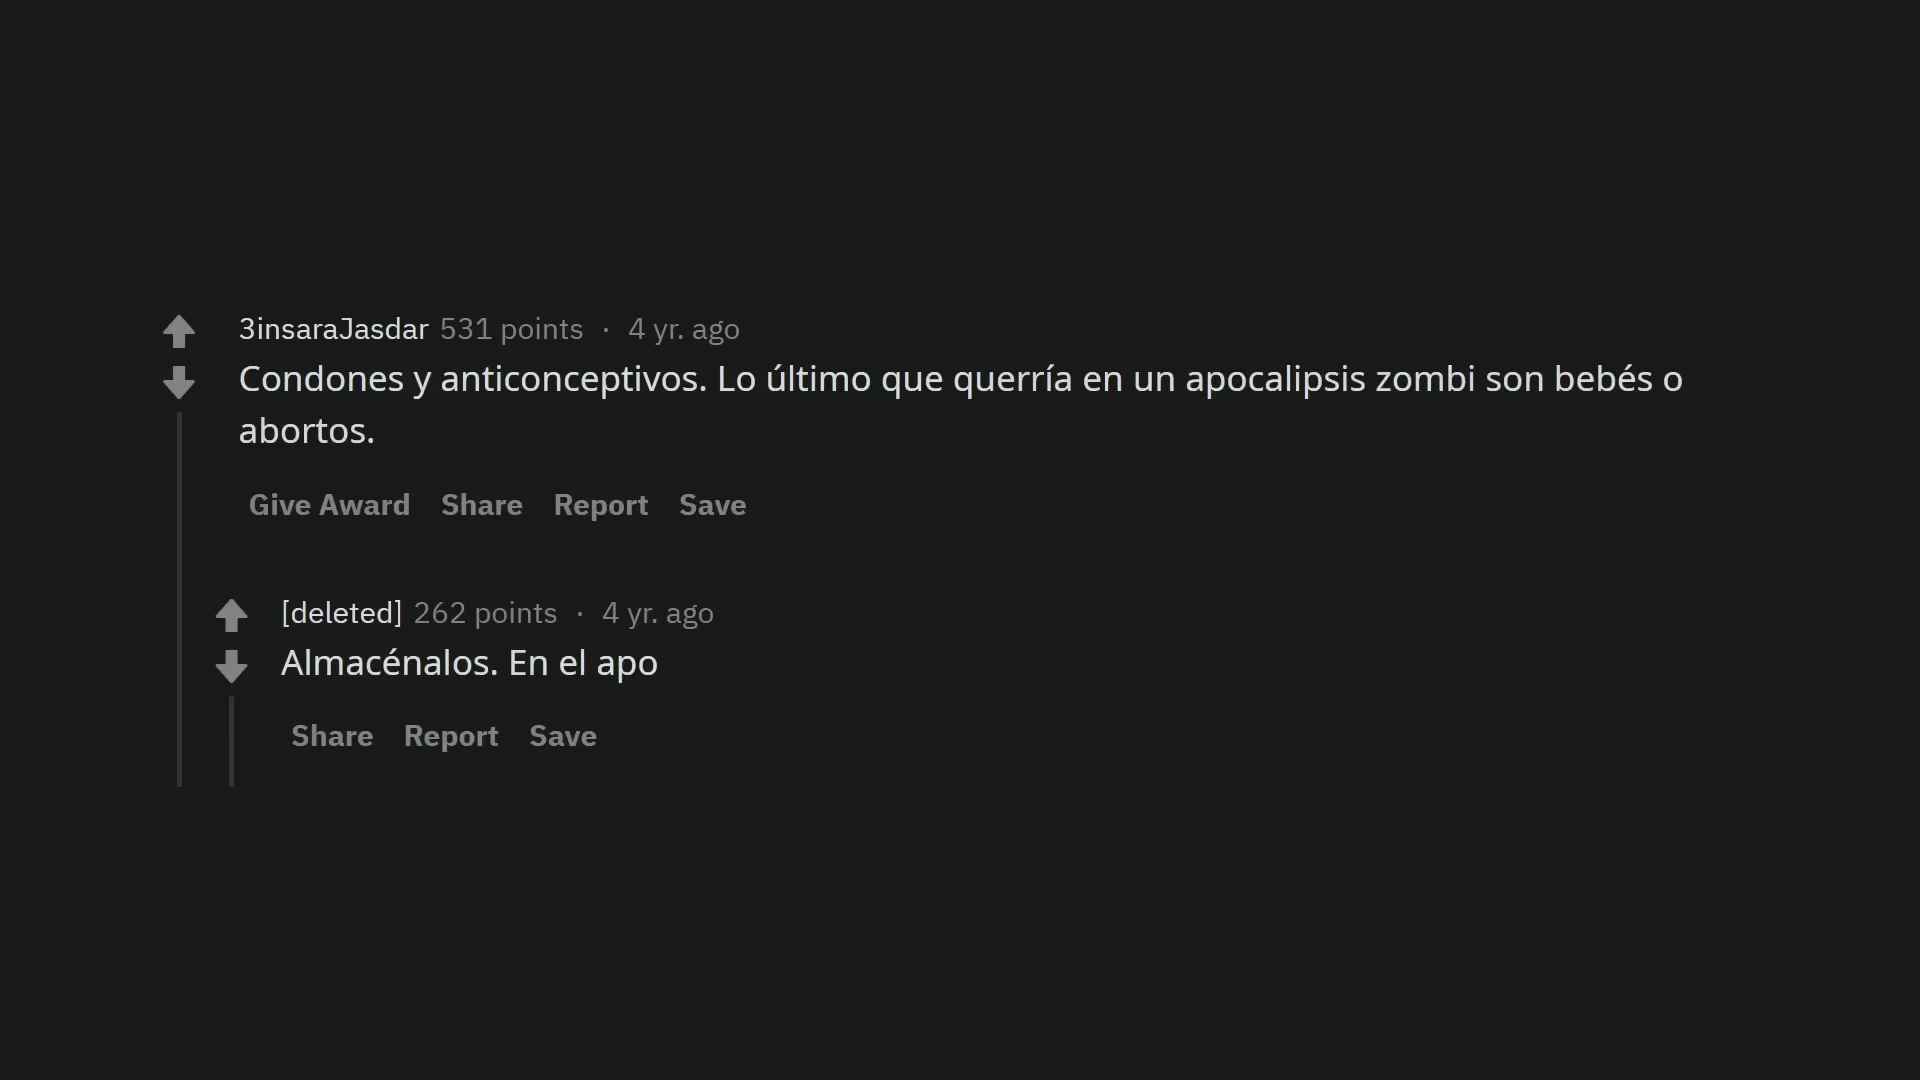 3insaraJasdar 531 points · 4 yr. ago
Condones y anticonceptivos. Lo último que querría en un apocalipsis zombi son bebés o
abortos.
Give Award Share Report Save
[deleted] 262 points · 4 yr. ago
Almacénalos. En el apo
Share Report Save